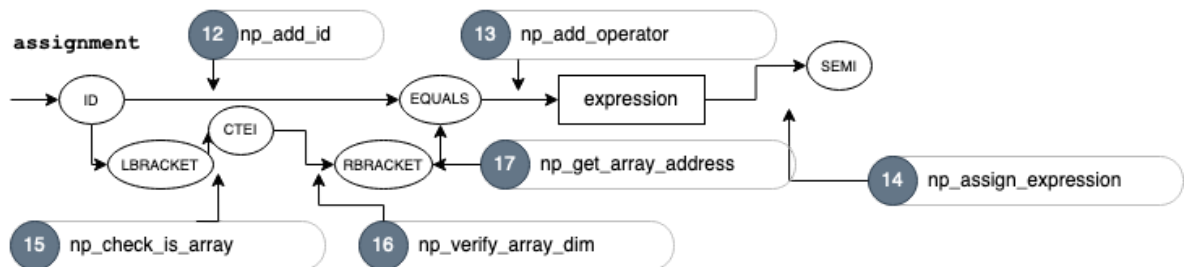 12 np_add_id
13 np_add_operator
assignment
SEMI
ID
EQUALS
expression
CTEI
LBRACKET
RBRACKET
17 np_get_array_address
14 np_assign_expression
15 np_check_is_array
16 np_verify_array_dim